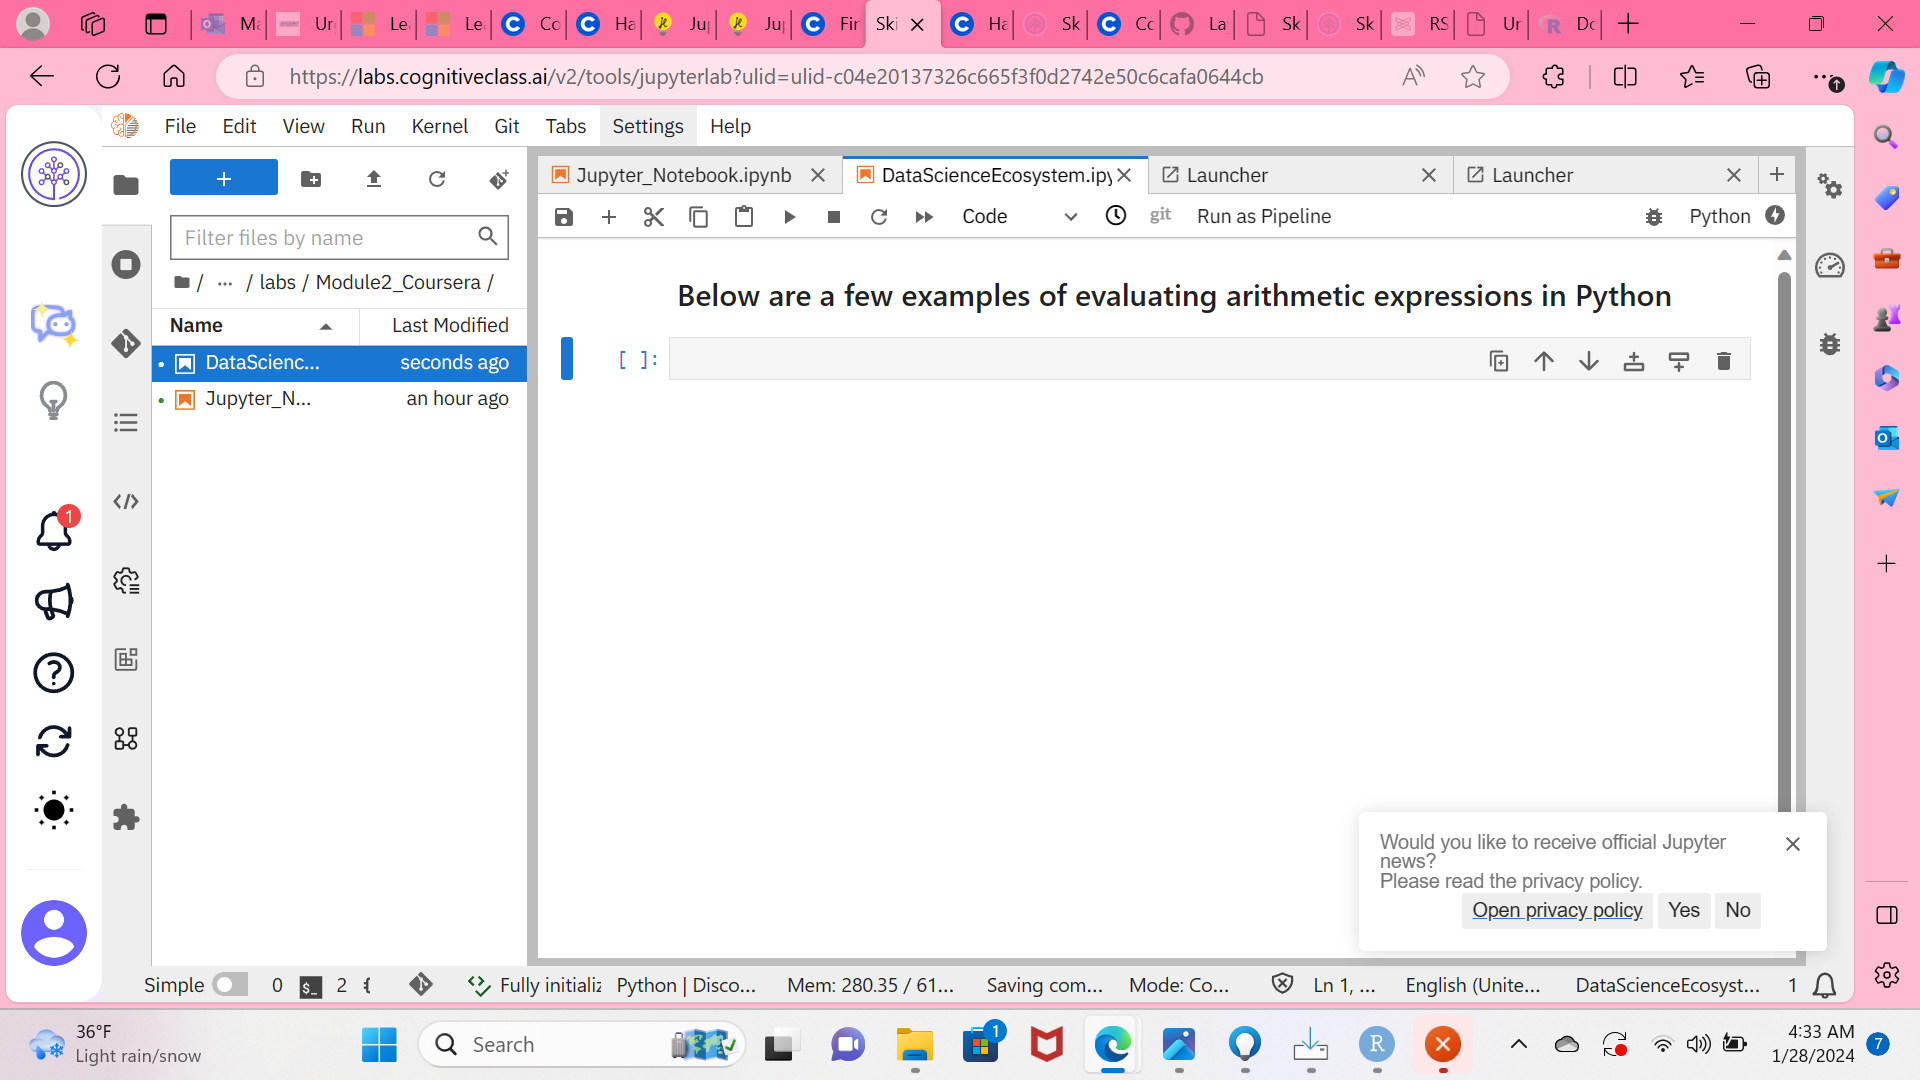 Ma
Un
Le
Le
Co
Ha
Ju
Ju
Fin
Ski
Ha
Sk
Co
La
Sk
Sk
RS
Ur
Do
https://labs.cognitiveclass.ai/v2/tools/jupyterlab?ulid=ulid-c04e20137326c665f3f0d2742e50c6cafa0644cb
File Edit View Run Kernel Git Tabs Settings Help
Jupyter_Notebook.ipynb
DataScienceEcosystem.ipy
Launcher
Launcher
Code
git
Run as Pipeline
Python
Filter files by name
/ ... / labs / Module2_Coursera /
Name Last Modified
DataScienc... seconds ago
Jupyter_N... an hour ago
Below are a few examples of evaluating arithmetic expressions in Python
[ ]:
1
Would you like to receive official Jupyter
news?
Please read the privacy policy.
Open privacy policy Yes No
Simple 0 $_ 2 Fully initializ Python | Disco... Mem: 280.35 / 61... Saving com... Mode: Co... Ln 1, ... English (Unite... DataScienceEcosyst... 1
36°F
Light rain/snow
Search
1
R
4:33 AM
1/28/2024
7